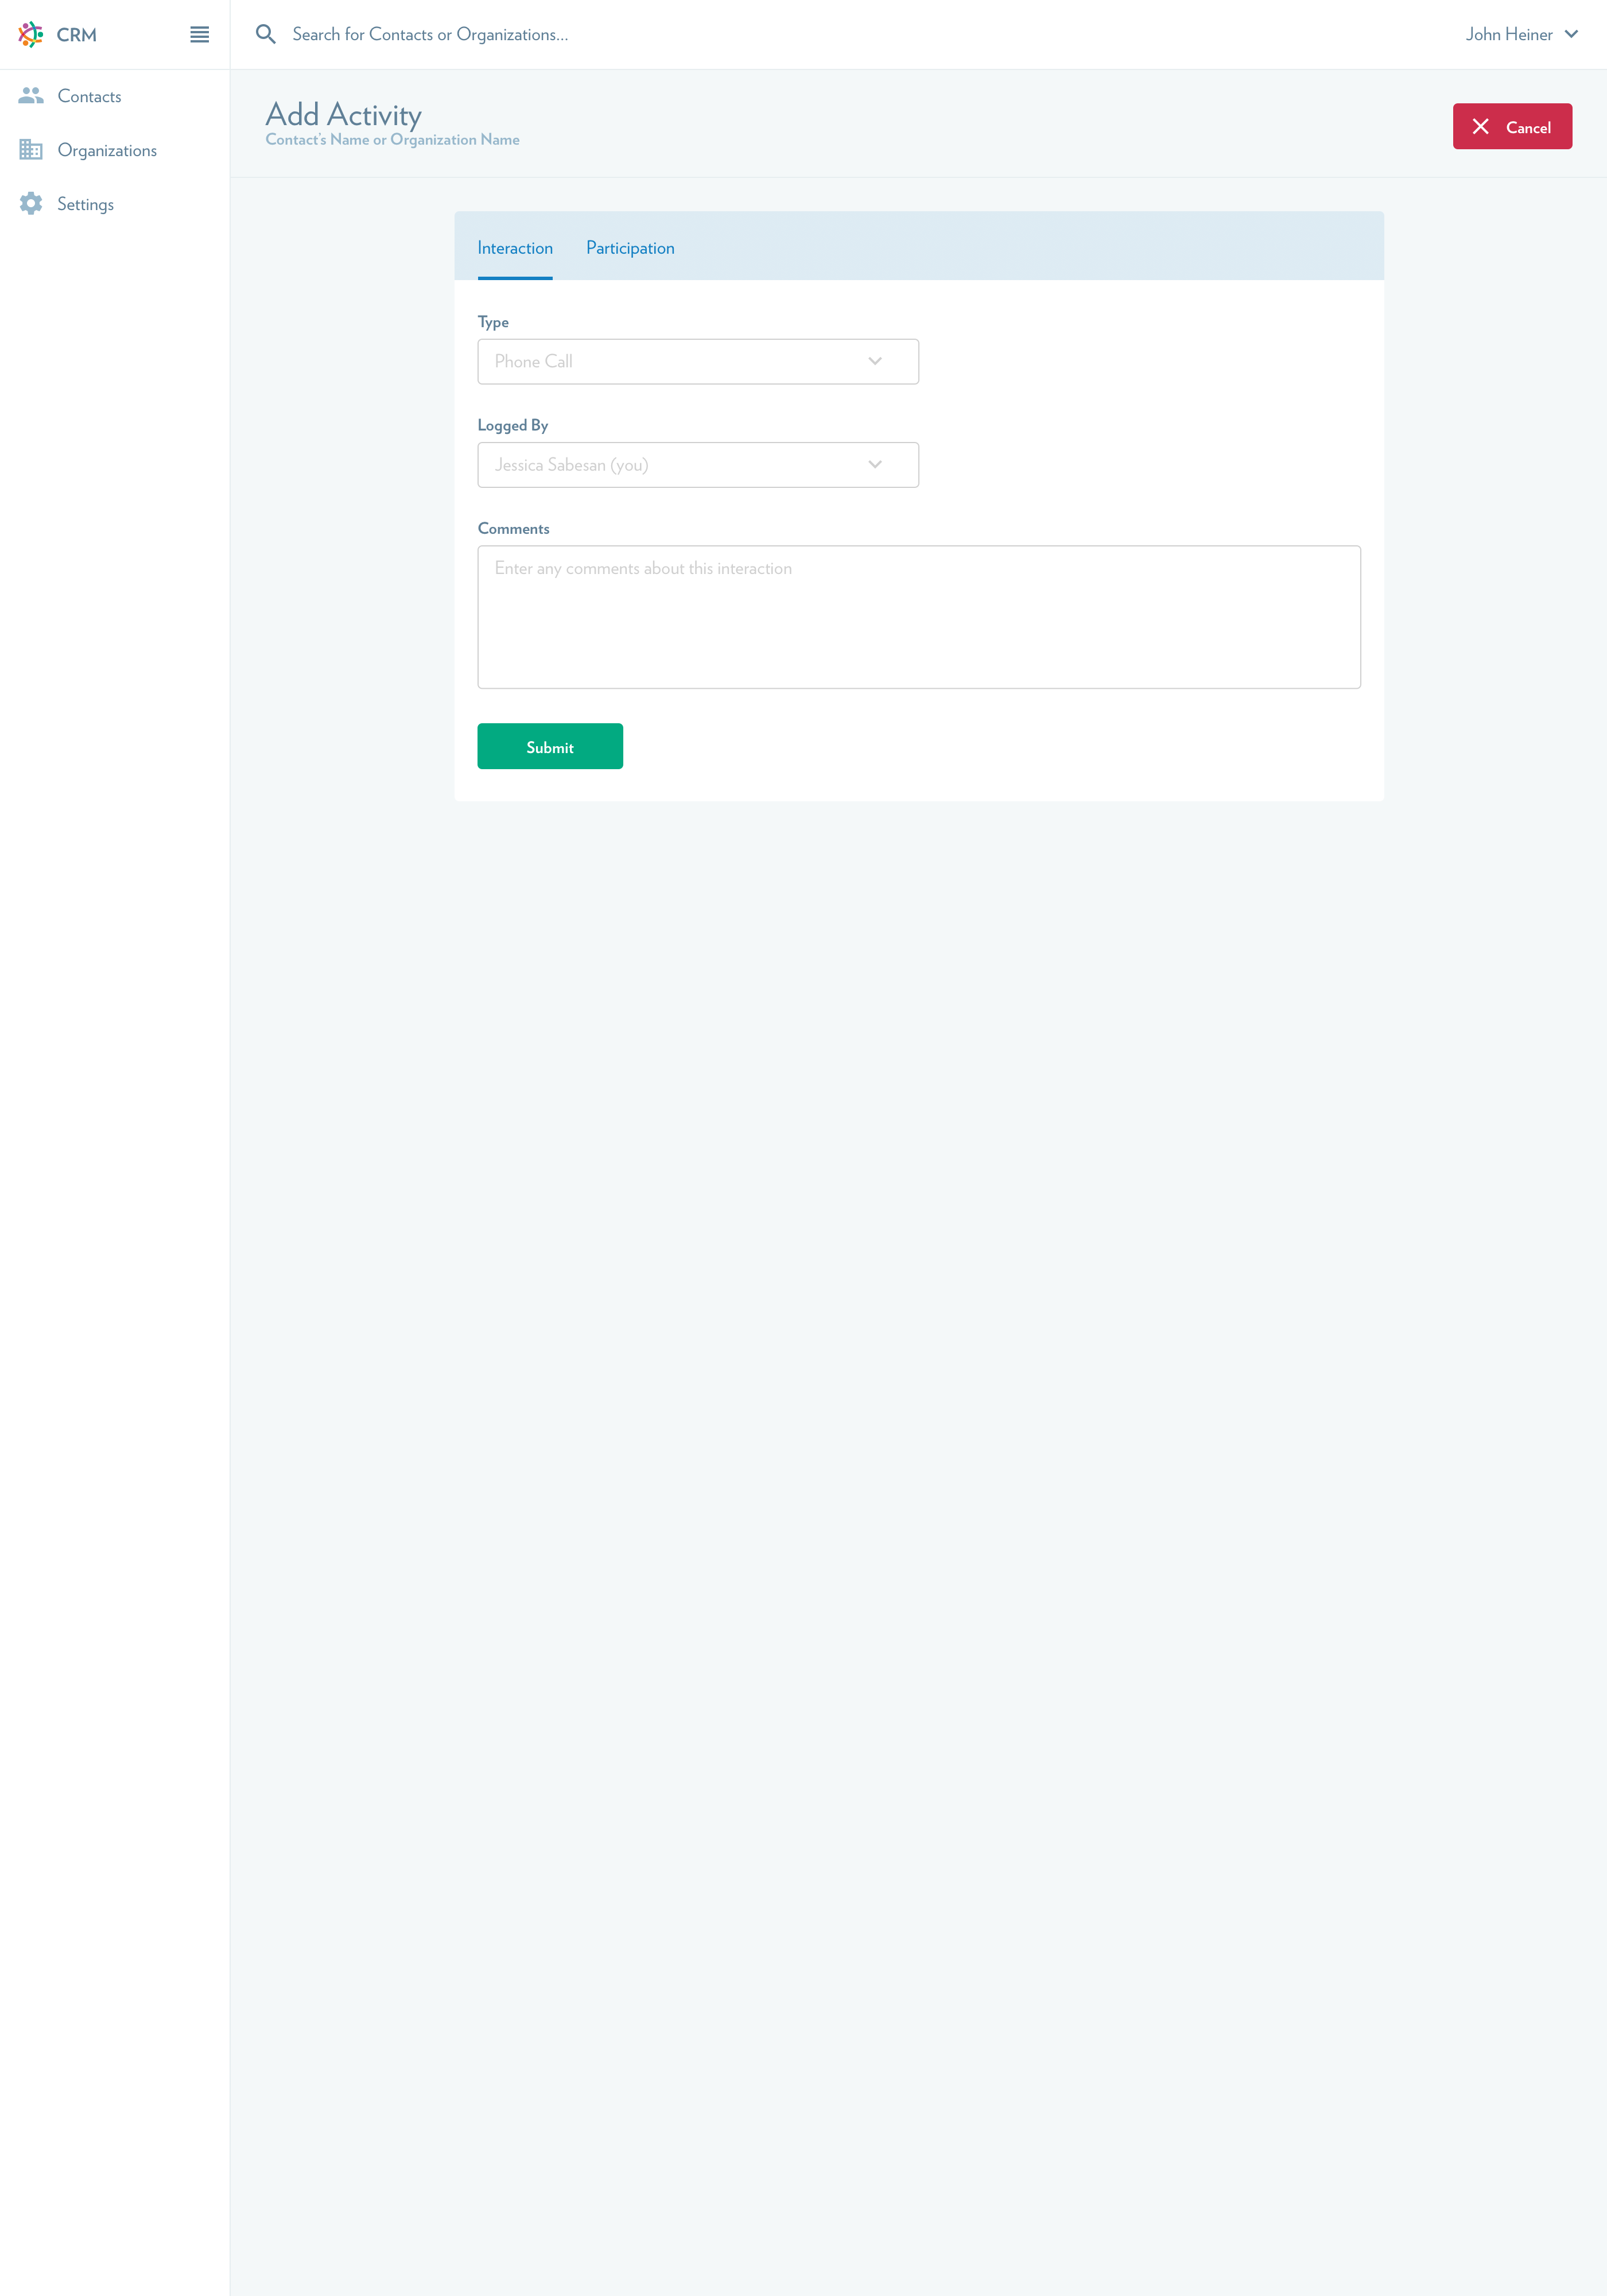 CRM
Search for Contacts or Organizations...
John Heiner
Contacts
Organizations
Settings
Add Activity
Contact's Name or Organization Name
Cancel
Interaction
Participation
Type
Phone Call
Logged By
Jessica Sabesan (you)
Comments
Enter any comments about this interaction
Submit